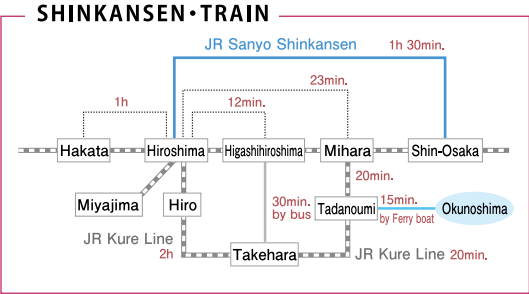 SHINKANSEN・TRAIN
JR Sanyo Shinkansen 1h 30min.
23min.
1h
12min.
Hakata
Hiroshima
Higashihiroshima
Mihara
Shin-Osaka
20min.
Miyajima
Hiro
30min.
by bus
Tadanoumi
15min.
by Ferry boat
Okunoshima
JR Kure Line
2h
Takehara
JR Kure Line 20min.